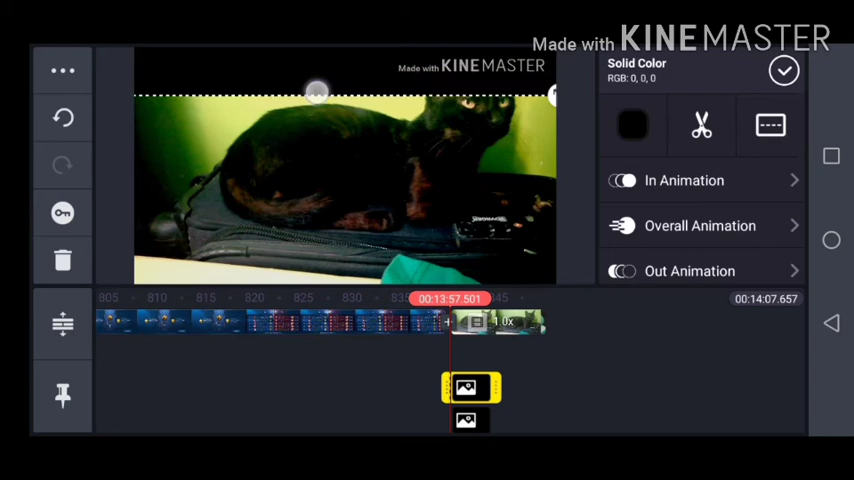 Made with KINEMASTER
Made with KINEMASTER
Solid Color
RGB: 0, 0, 0
In Animation
Overall Animation
Out Animation
805 810 815 820 825 830 835 00:13:57.501 845 00:14:07.657
1.0x